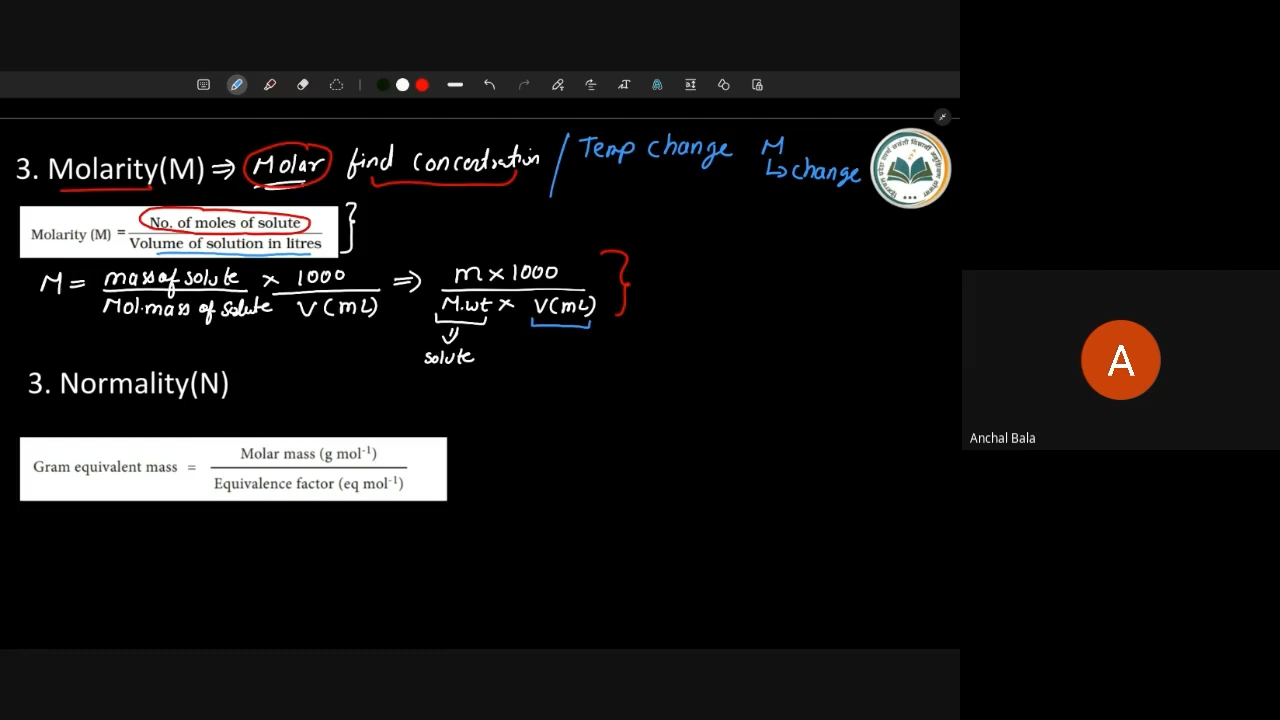 3. Molarity(M) ⇒ Molar find concentration / Temp change M ↳ change
Molarity (M) = No. of moles of solute / Volume of solution in litres
M = mass of solute / Mol.mass of solute × 1000 / V(mL) ⇒ m × 1000 / M.wt × V(mL)
solute
3. Normality(N)
Gram equivalent mass = Molar mass (g mol⁻¹) / Equivalence factor (eq mol⁻¹)
A
Anchal Bala